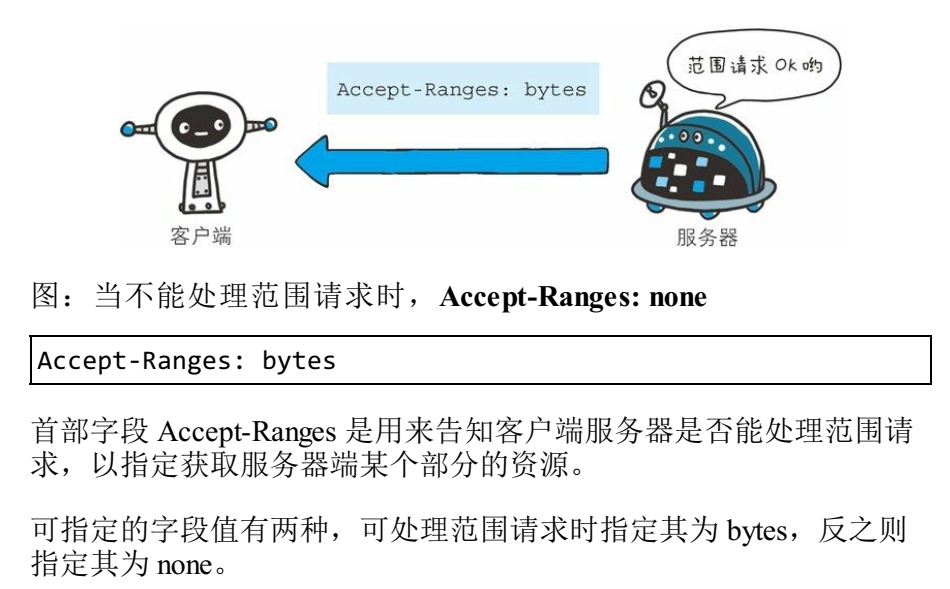 范围请求 OK 哟
Accept-Ranges: bytes
客户端
服务器
图：当不能处理范围请求时，Accept-Ranges: none
Accept-Ranges: bytes
首部字段 Accept-Ranges 是用来告知客户端服务器是否能处理范围请
求，以指定获取服务器端某个部分的资源。
可指定的字段值有两种，可处理范围请求时指定其为 bytes，反之则
指定其为 none。